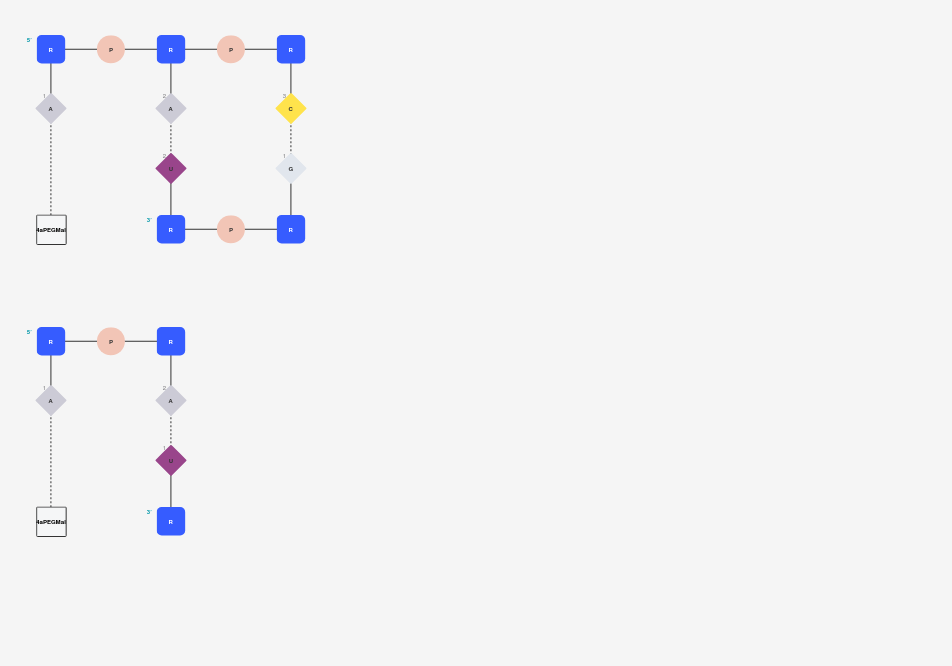 5'
R P R P R
1 2 3
A A C
2 1
U G
4aPEGMal 3' R P R
5'
R P R
1 2
A A
1
U
4aPEGMal 3' R